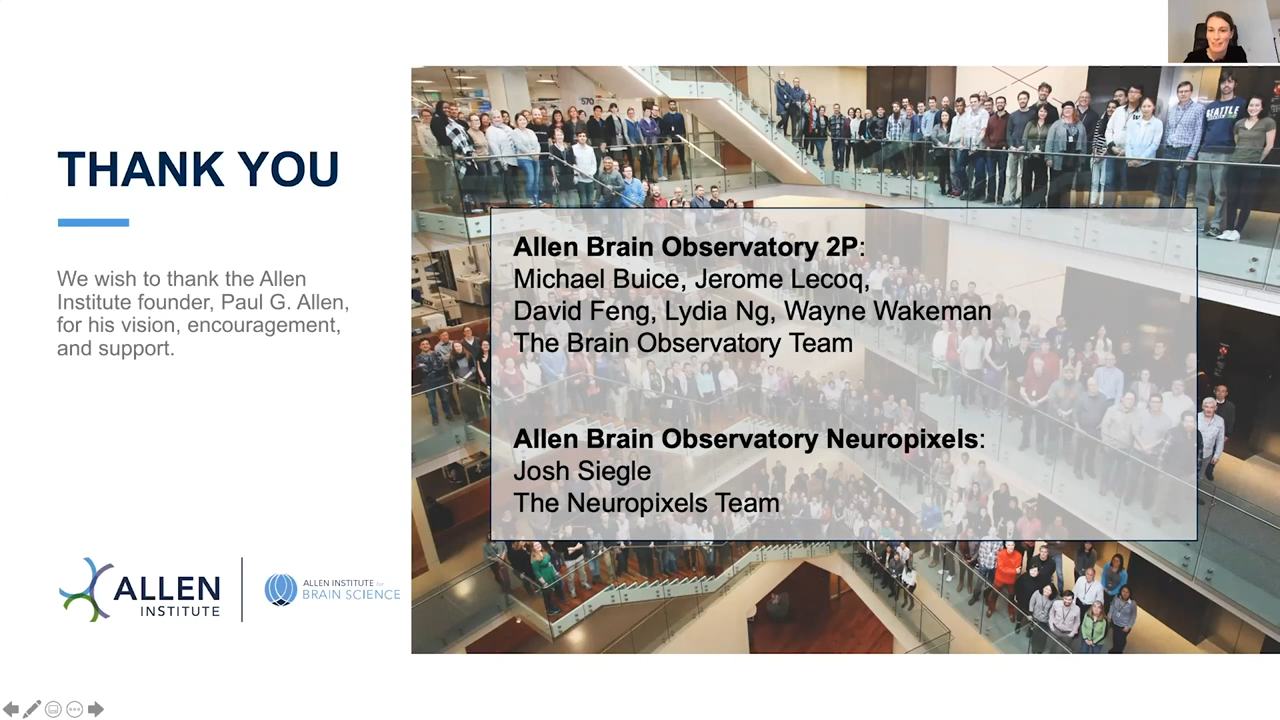 THANK YOU
We wish to thank the Allen
Institute founder, Paul G. Allen,
for his vision, encouragement,
and support.
ALLEN
INSTITUTE
ALLEN INSTITUTE for
BRAIN SCIENCE
570
SEATTLE
Allen Brain Observatory 2P:
Michael Buice, Jerome Lecoq,
David Feng, Lydia Ng, Wayne Wakeman
The Brain Observatory Team
Allen Brain Observatory Neuropixels:
Josh Siegle
The Neuropixels Team